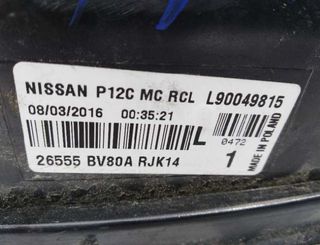 NISSAN P12C MC RCL L90049815
08/03/2016 00:35:21
L
0472
26555 BV80A RJK14
1
MADE IN POLAND